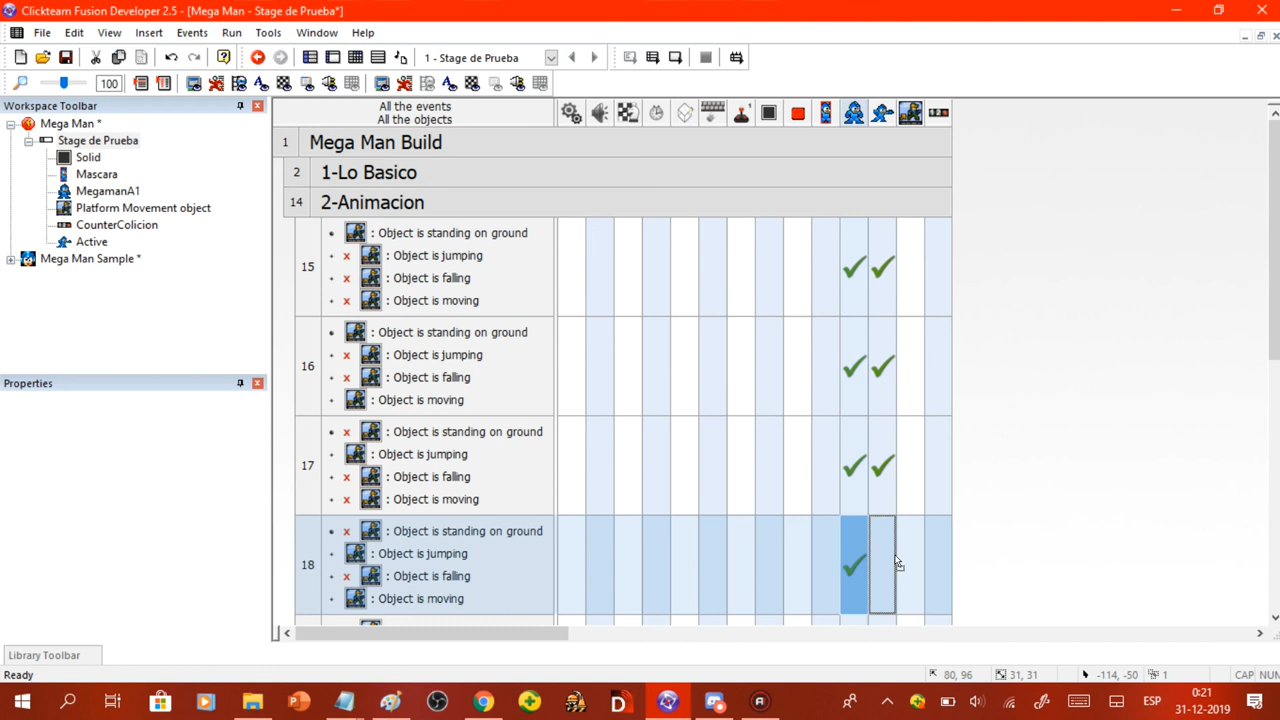 Clickteam Fusion Developer 2.5 - [Mega Man - Stage de Prueba*]
File Edit View Insert Events Run Tools Window Help
1 - Stage de Prueba
100
Workspace Toolbar
Mega Man *
Stage de Prueba
Solid
Mascara
MegamanA1
Platform Movement object
CounterColicion
Active
Mega Man Sample *
Properties
Library Toolbar
All the events
All the objects
1 Mega Man Build
2 1-Lo Basico
14 2-Animacion
15
: Object is standing on ground
x : Object is jumping
x : Object is falling
x : Object is moving
16
: Object is standing on ground
x : Object is jumping
x : Object is falling
: Object is moving
17
x : Object is standing on ground
: Object is jumping
x : Object is falling
x : Object is moving
18
x : Object is standing on ground
: Object is jumping
x : Object is falling
: Object is moving
Ready
80, 96 31, 31 -114, -50 1 CAP NUM
ESP
0:21
31-12-2019